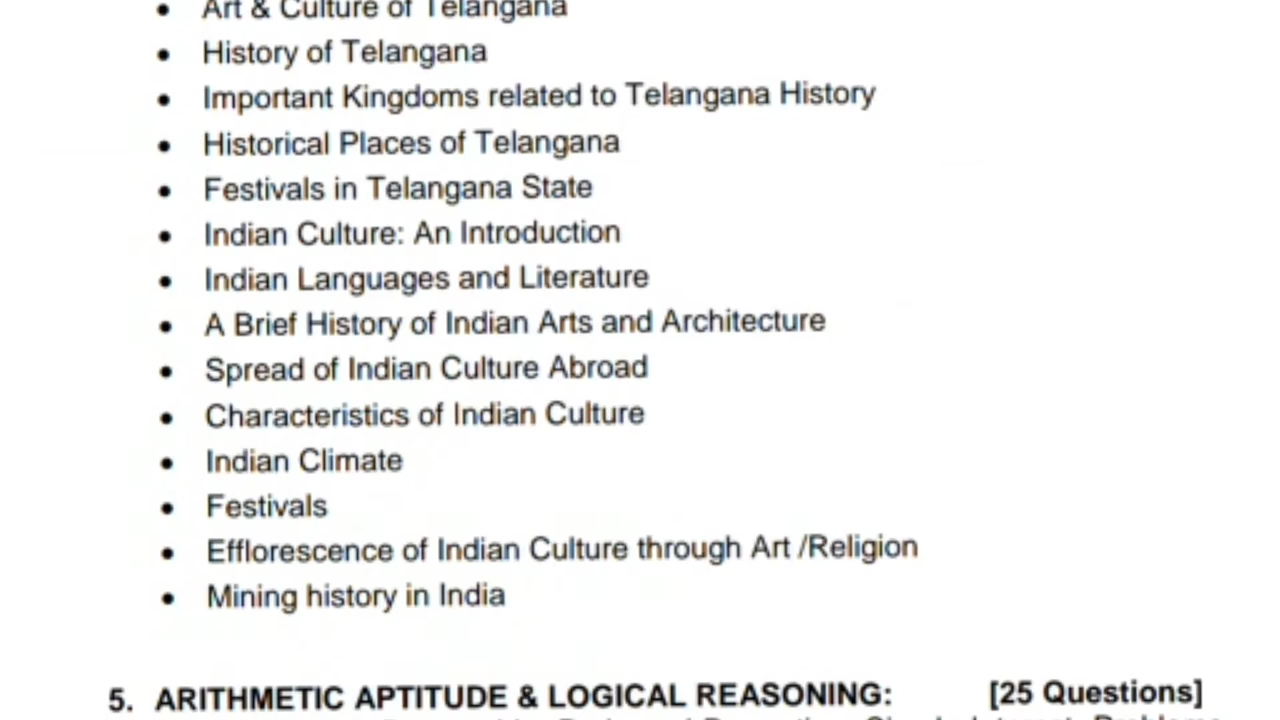 • Art & Culture of Telangana
• History of Telangana
• Important Kingdoms related to Telangana History
• Historical Places of Telangana
• Festivals in Telangana State
• Indian Culture: An Introduction
• Indian Languages and Literature
• A Brief History of Indian Arts and Architecture
• Spread of Indian Culture Abroad
• Characteristics of Indian Culture
• Indian Climate
• Festivals
• Efflorescence of Indian Culture through Art /Religion
• Mining history in India
5. ARITHMETIC APTITUDE & LOGICAL REASONING: [25 Questions]